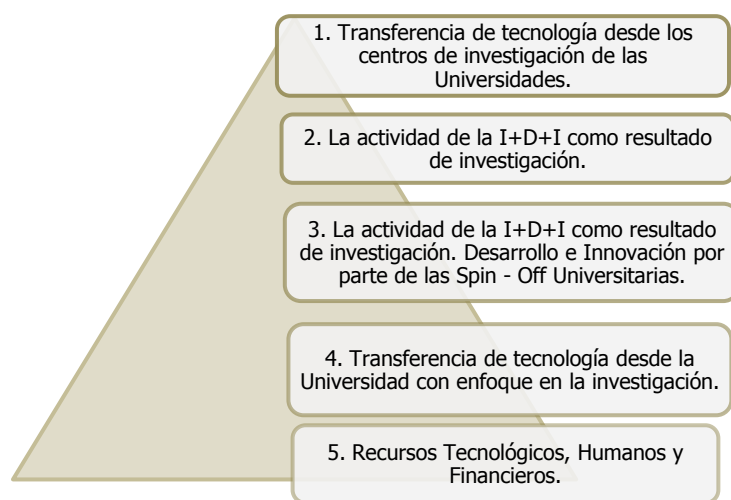 1. Transferencia de tecnología desde los
centros de investigación de las
Universidades.
2. La actividad de la I+D+I como resultado
de investigación.
3. La actividad de la I+D+I como resultado
de investigación. Desarrollo e Innovación por
parte de las Spin - Off Universitarias.
4. Transferencia de tecnología desde la
Universidad con enfoque en la investigación.
5. Recursos Tecnológicos, Humanos y
Financieros.